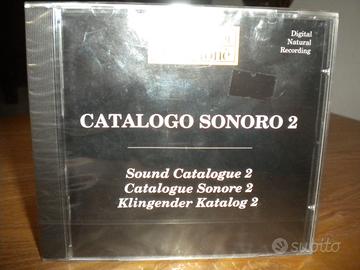 Digital
Natural
Recording
CATALOGO SONORO 2
Sound Catalogue 2
Catalogue Sonore 2
Klingender Katalog 2
subito